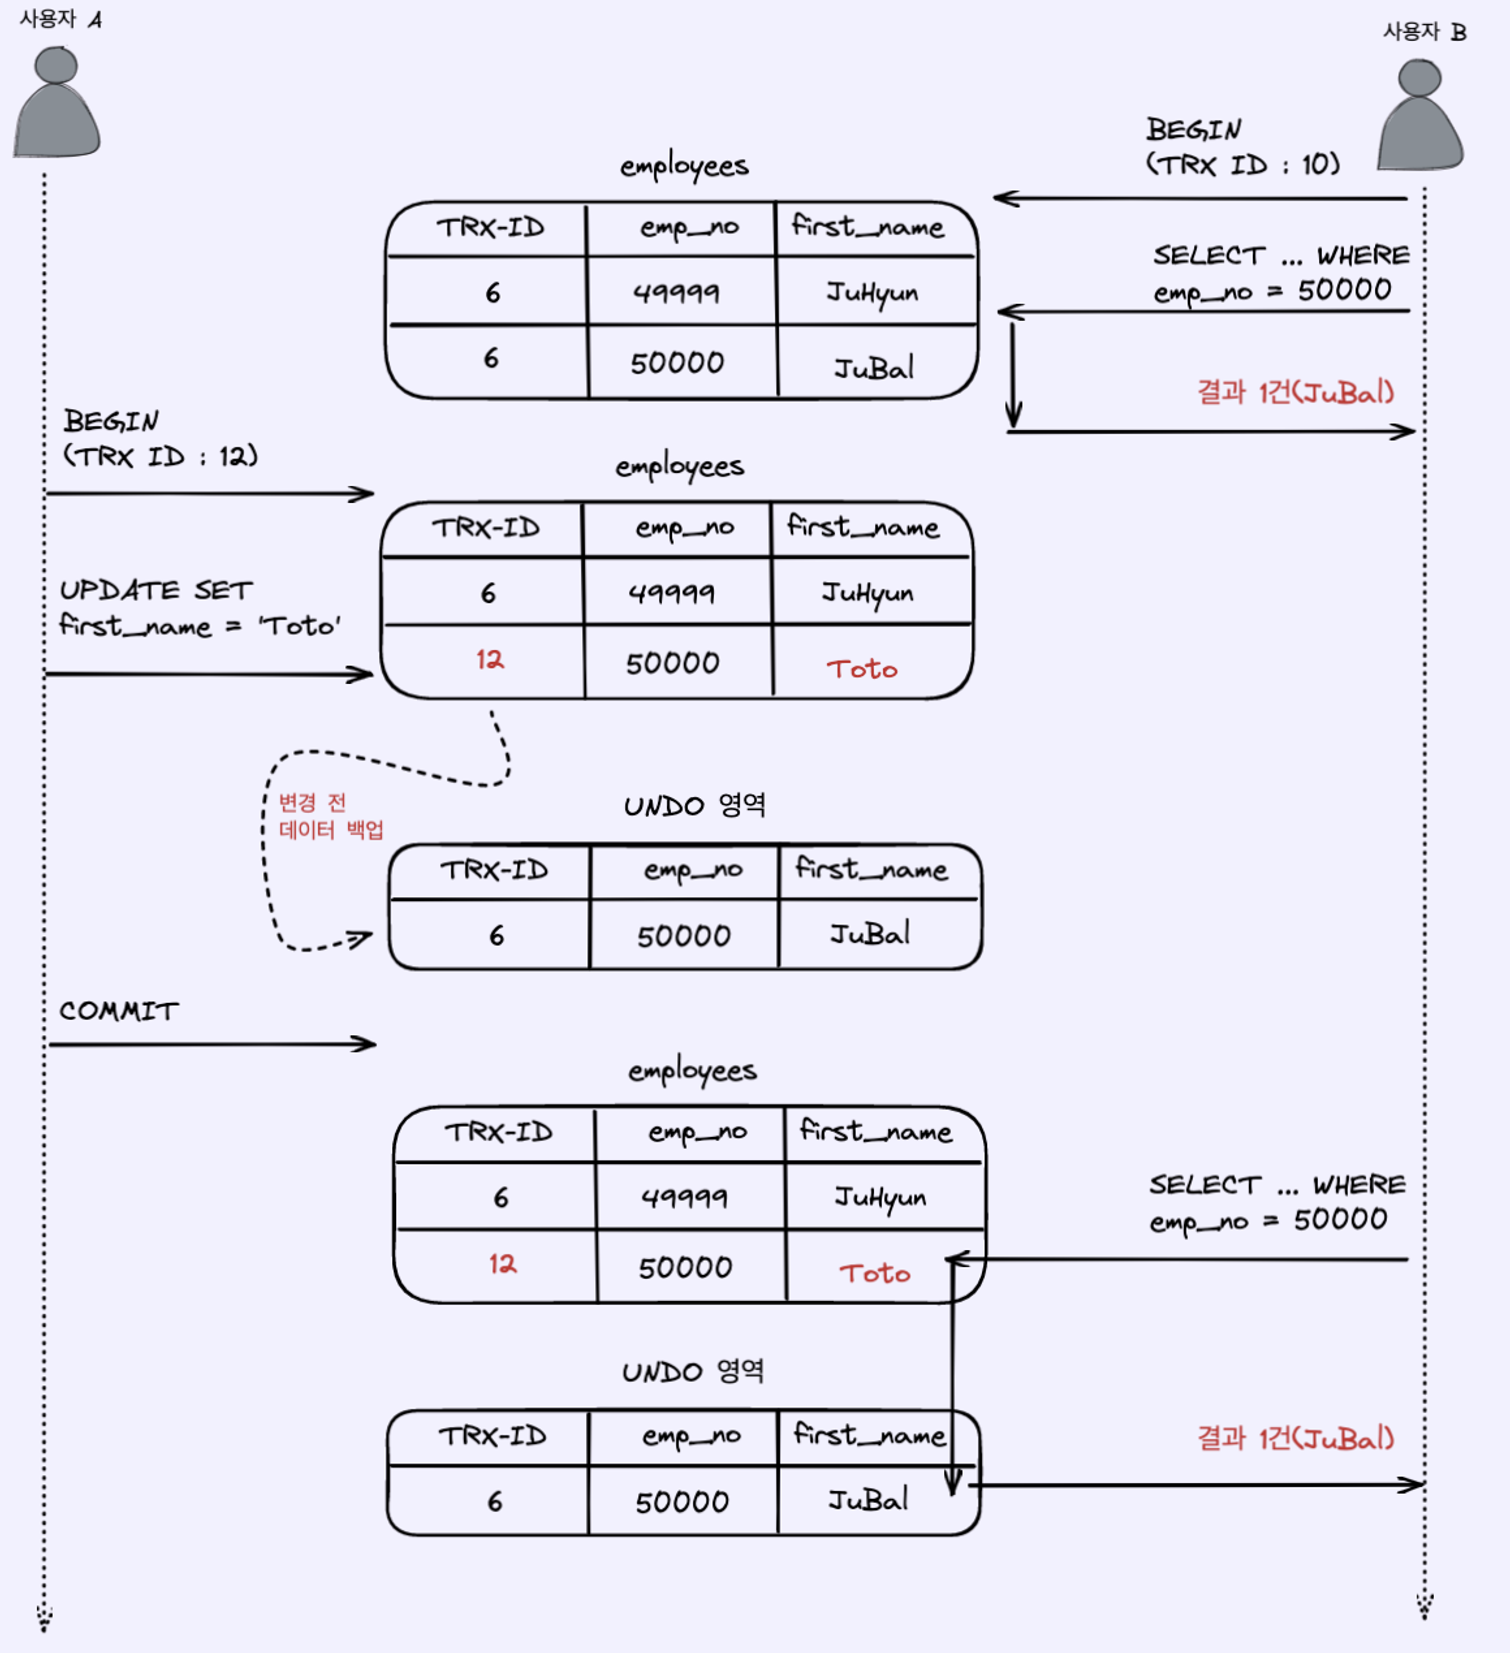 사용자 A
사용자 B
BEGIN
(TRX ID : 10)
employees
TRX-ID emp_no first_name
6 49999 JuHyun
6 50000 JuBal
SELECT ... WHERE
emp_no = 50000
결과 1건(JuBal)
BEGIN
(TRX ID : 12)
employees
TRX-ID emp_no first_name
6 49999 JuHyun
12 50000 Toto
UPDATE SET
first_name = 'Toto'
변경 전
데이터 백업
UNDO 영역
TRX-ID emp_no first_name
6 50000 JuBal
COMMIT
employees
TRX-ID emp_no first_name
6 49999 JuHyun
12 50000 Toto
SELECT ... WHERE
emp_no = 50000
UNDO 영역
TRX-ID emp_no first_name
6 50000 JuBal
결과 1건(JuBal)